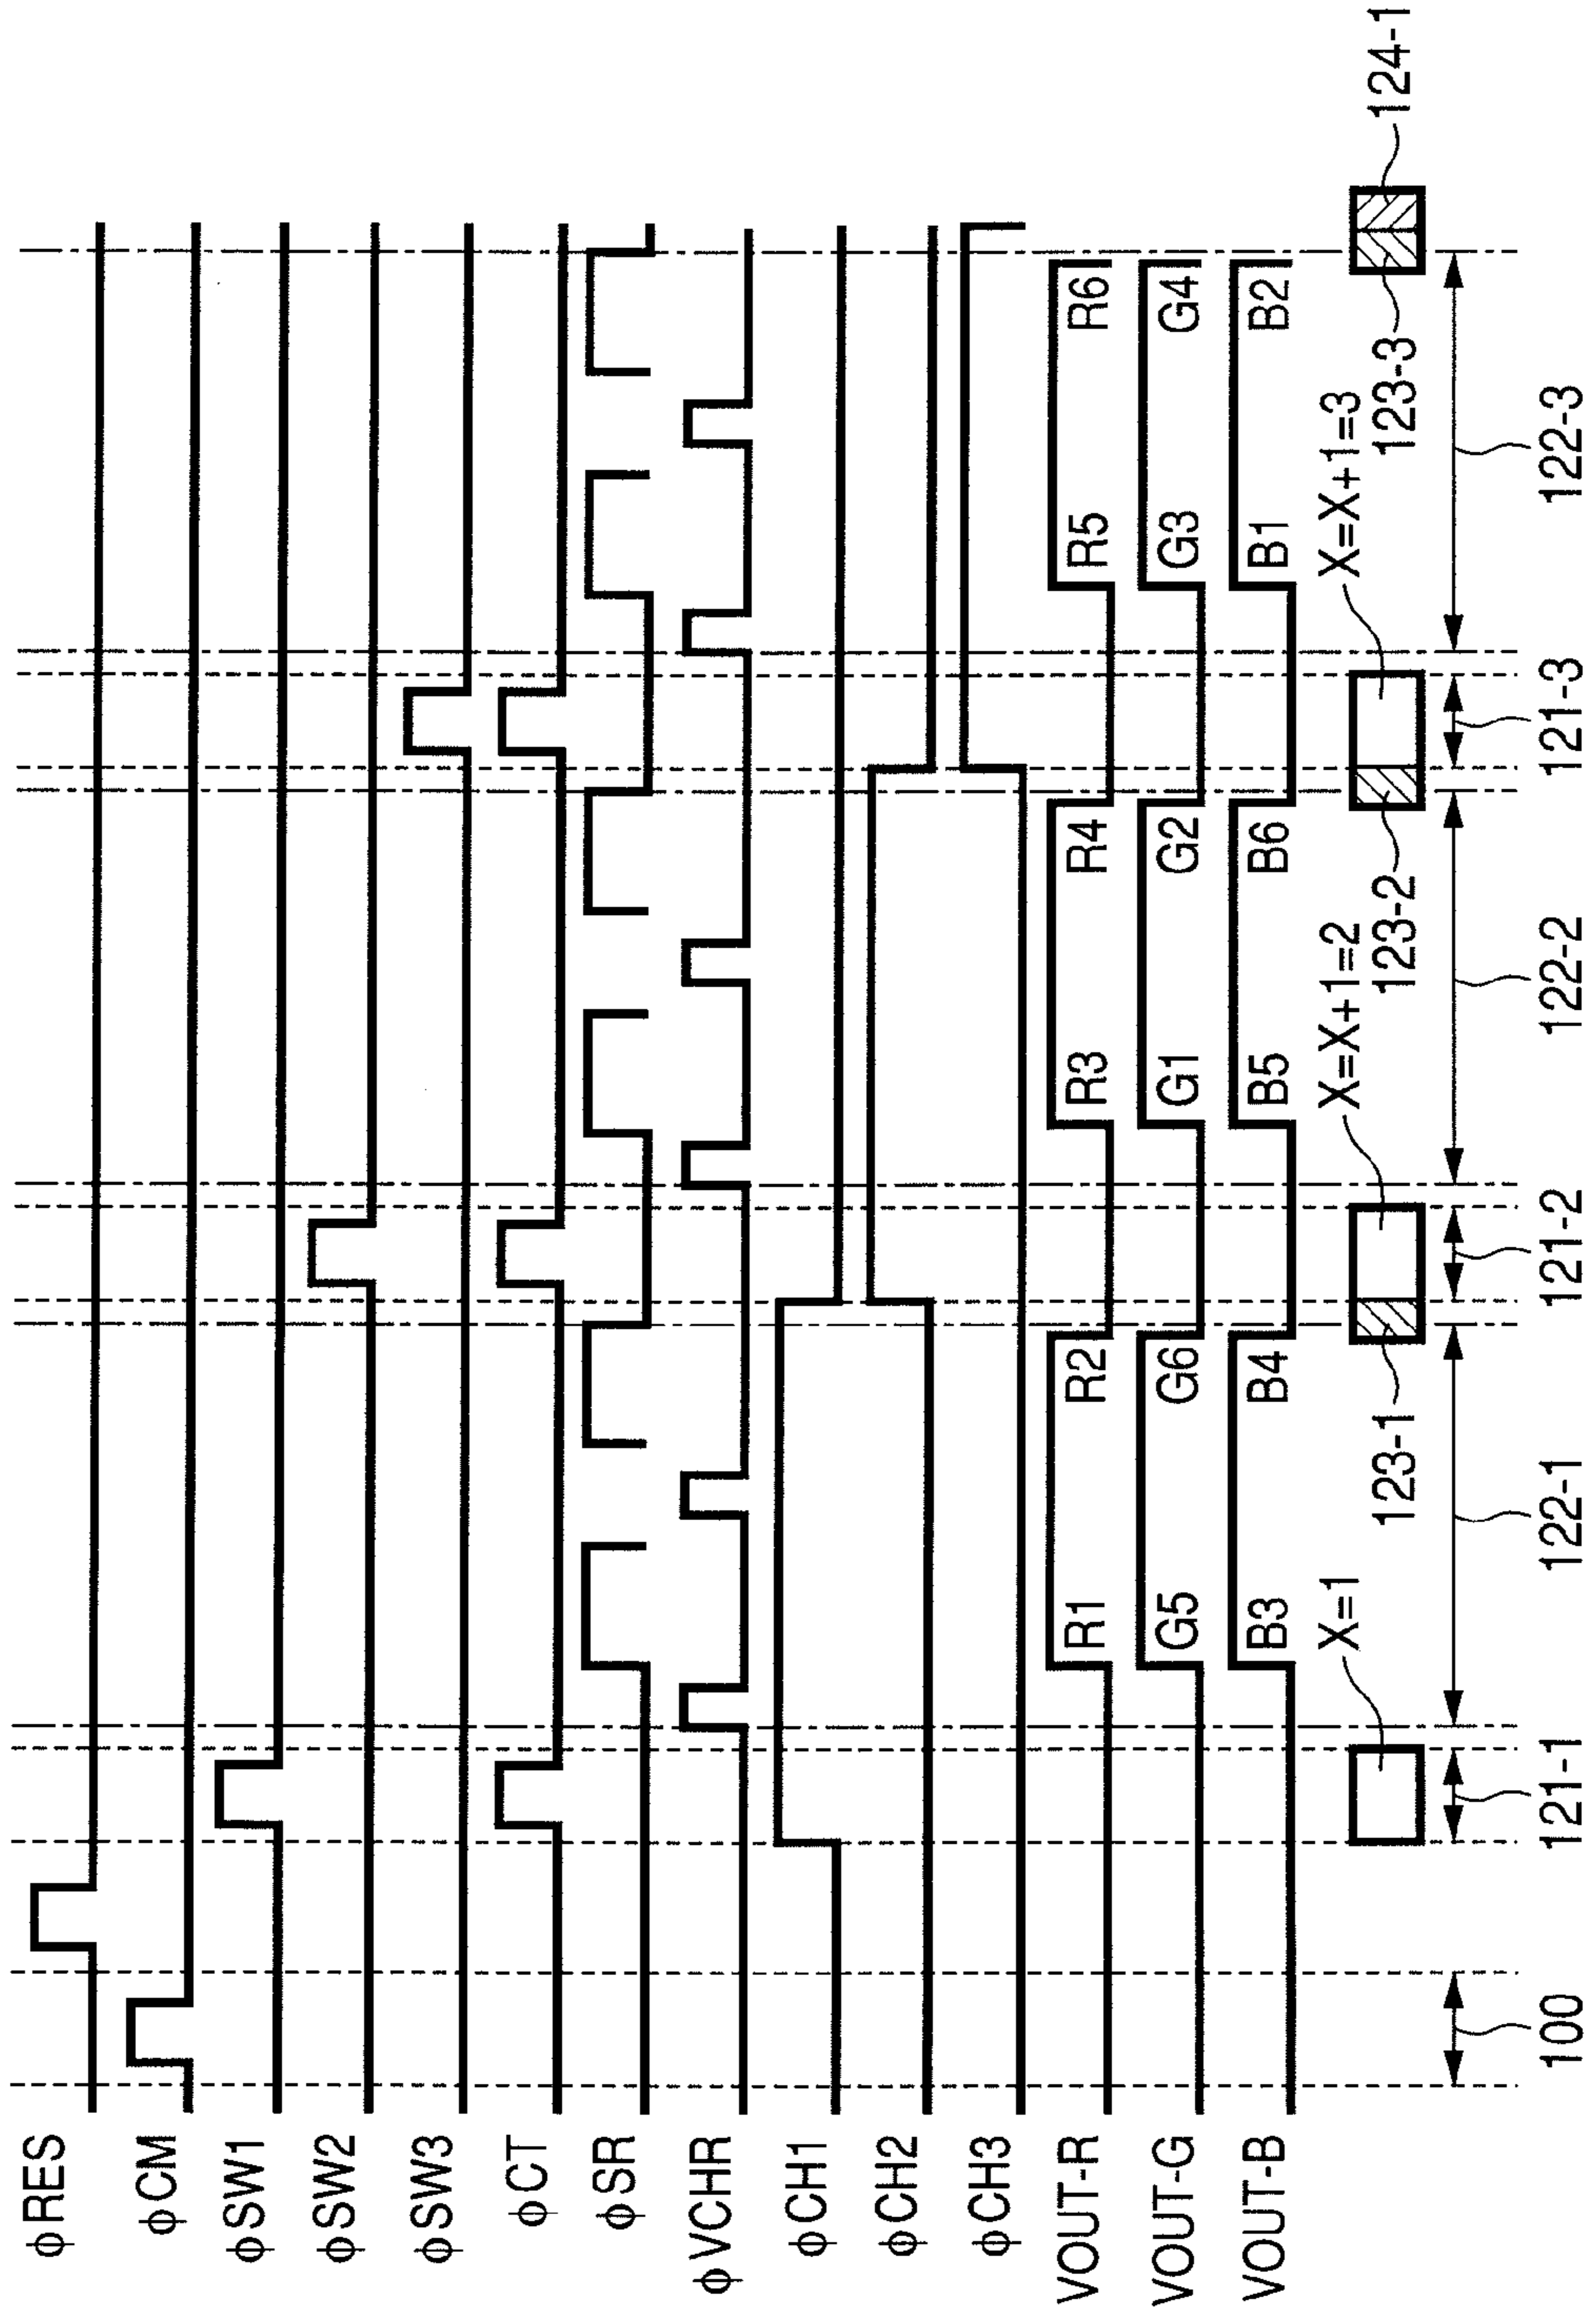 φRES
φCM
φSW1
φSW2
φSW3
φCT
φSR
φVCHR
φCH1
φCH2
φCH3
VOUT-R
R1 R2 R3 R4 R5 R6
VOUT-G
G5 G6 G1 G2 G3 G4
VOUT-B
B3 B4 B5 B6 B1 B2
X=1 X=X+1=2 X=X+1=3
123-1 123-2 123-3 124-1
100 121-1 122-1 121-2 122-2 121-3 122-3